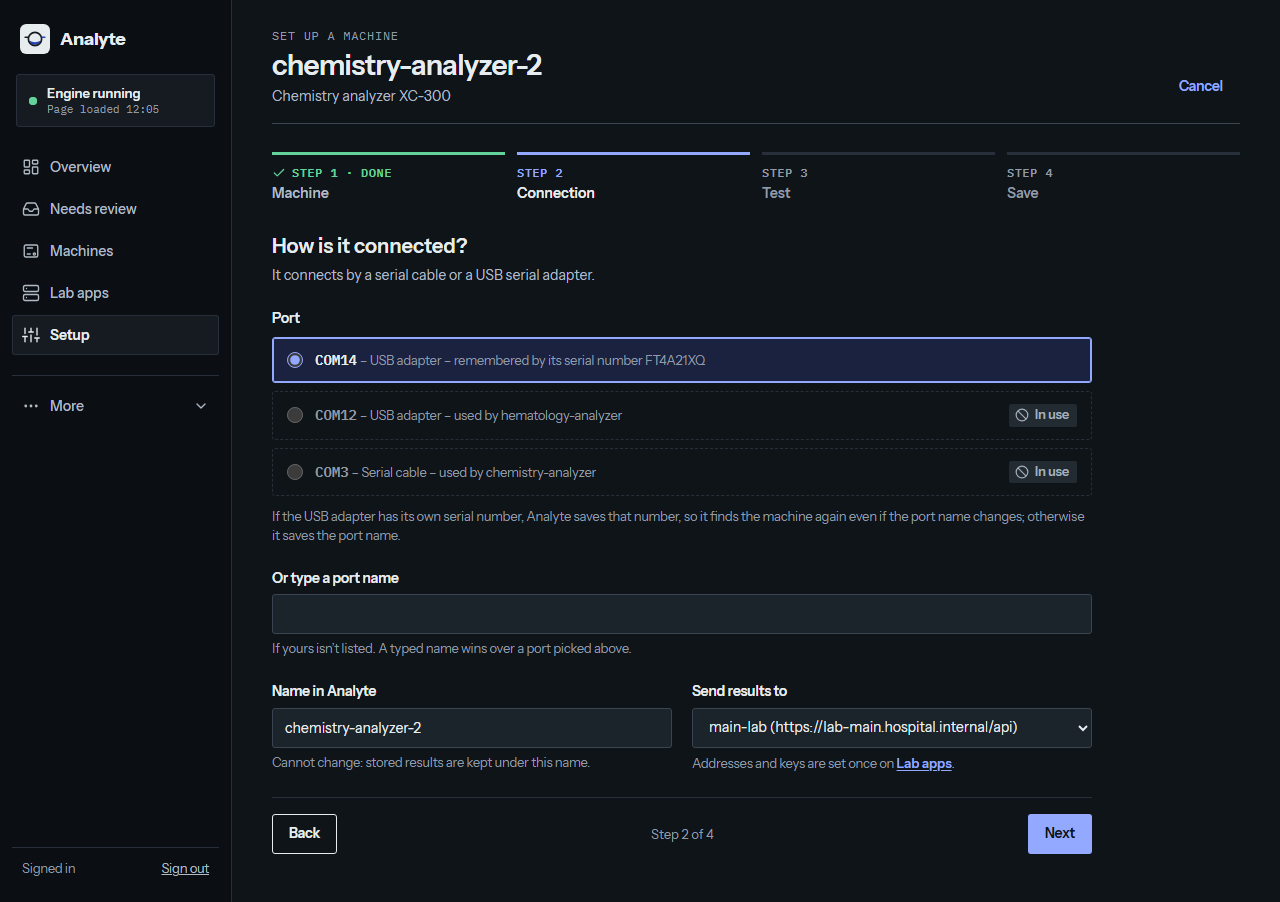 Analyte
Engine running
Page loaded 12:05
Overview
Needs review
Machines
Lab apps
Setup
More
Signed in
Sign out
SET UP A MACHINE
chemistry-analyzer-2
Chemistry analyzer XC-300
Cancel
STEP 1 · DONE
Machine
STEP 2
Connection
STEP 3
Test
STEP 4
Save
How is it connected?
It connects by a serial cable or a USB serial adapter.
Port
COM14 – USB adapter – remembered by its serial number FT4A21XQ
COM12 – USB adapter – used by hematology-analyzer
In use
COM3 – Serial cable – used by chemistry-analyzer
In use
If the USB adapter has its own serial number, Analyte saves that number, so it finds the machine again even if the port name changes; otherwise
it saves the port name.
Or type a port name
If yours isn't listed. A typed name wins over a port picked above.
Name in Analyte
chemistry-analyzer-2
Cannot change: stored results are kept under this name.
Send results to
main-lab (https://lab-main.hospital.internal/api)
Addresses and keys are set once on Lab apps.
Back
Step 2 of 4
Next